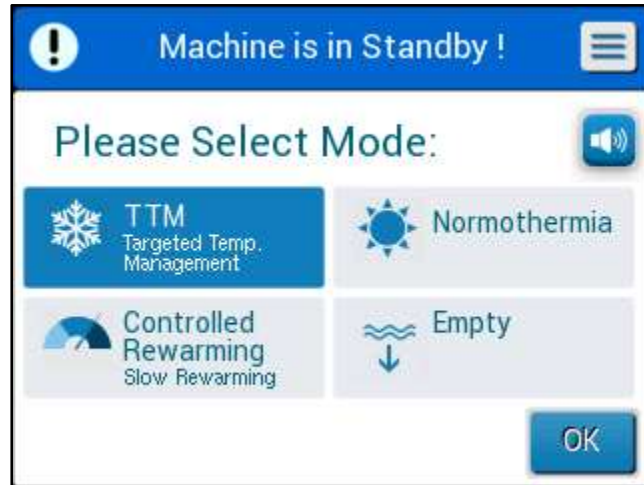 Machine is in Standby !
Please Select Mode:
TTM
Targeted Temp.
Management
Normothermia
Controlled
Rewarming
Slow Rewarming
Empty
OK